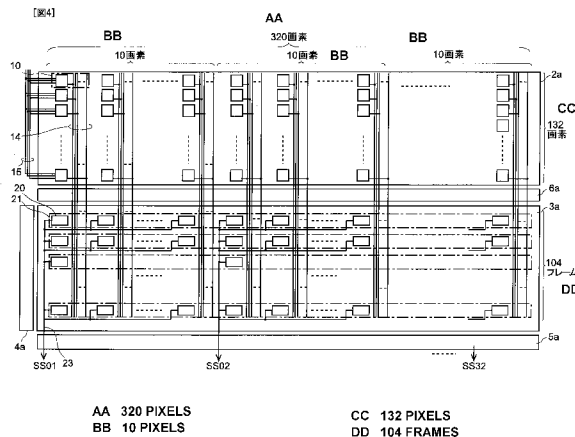 [図4]
AA
320画素
BB
10画素
BB
10画素
BB
10画素
10
2a
CC
132
画素
14
15
6a
20
21
3a
104
フレーム
DD
4a
23
5a
SS01
SS02
SS32
AA 320 PIXELS
BB 10 PIXELS
CC 132 PIXELS
DD 104 FRAMES